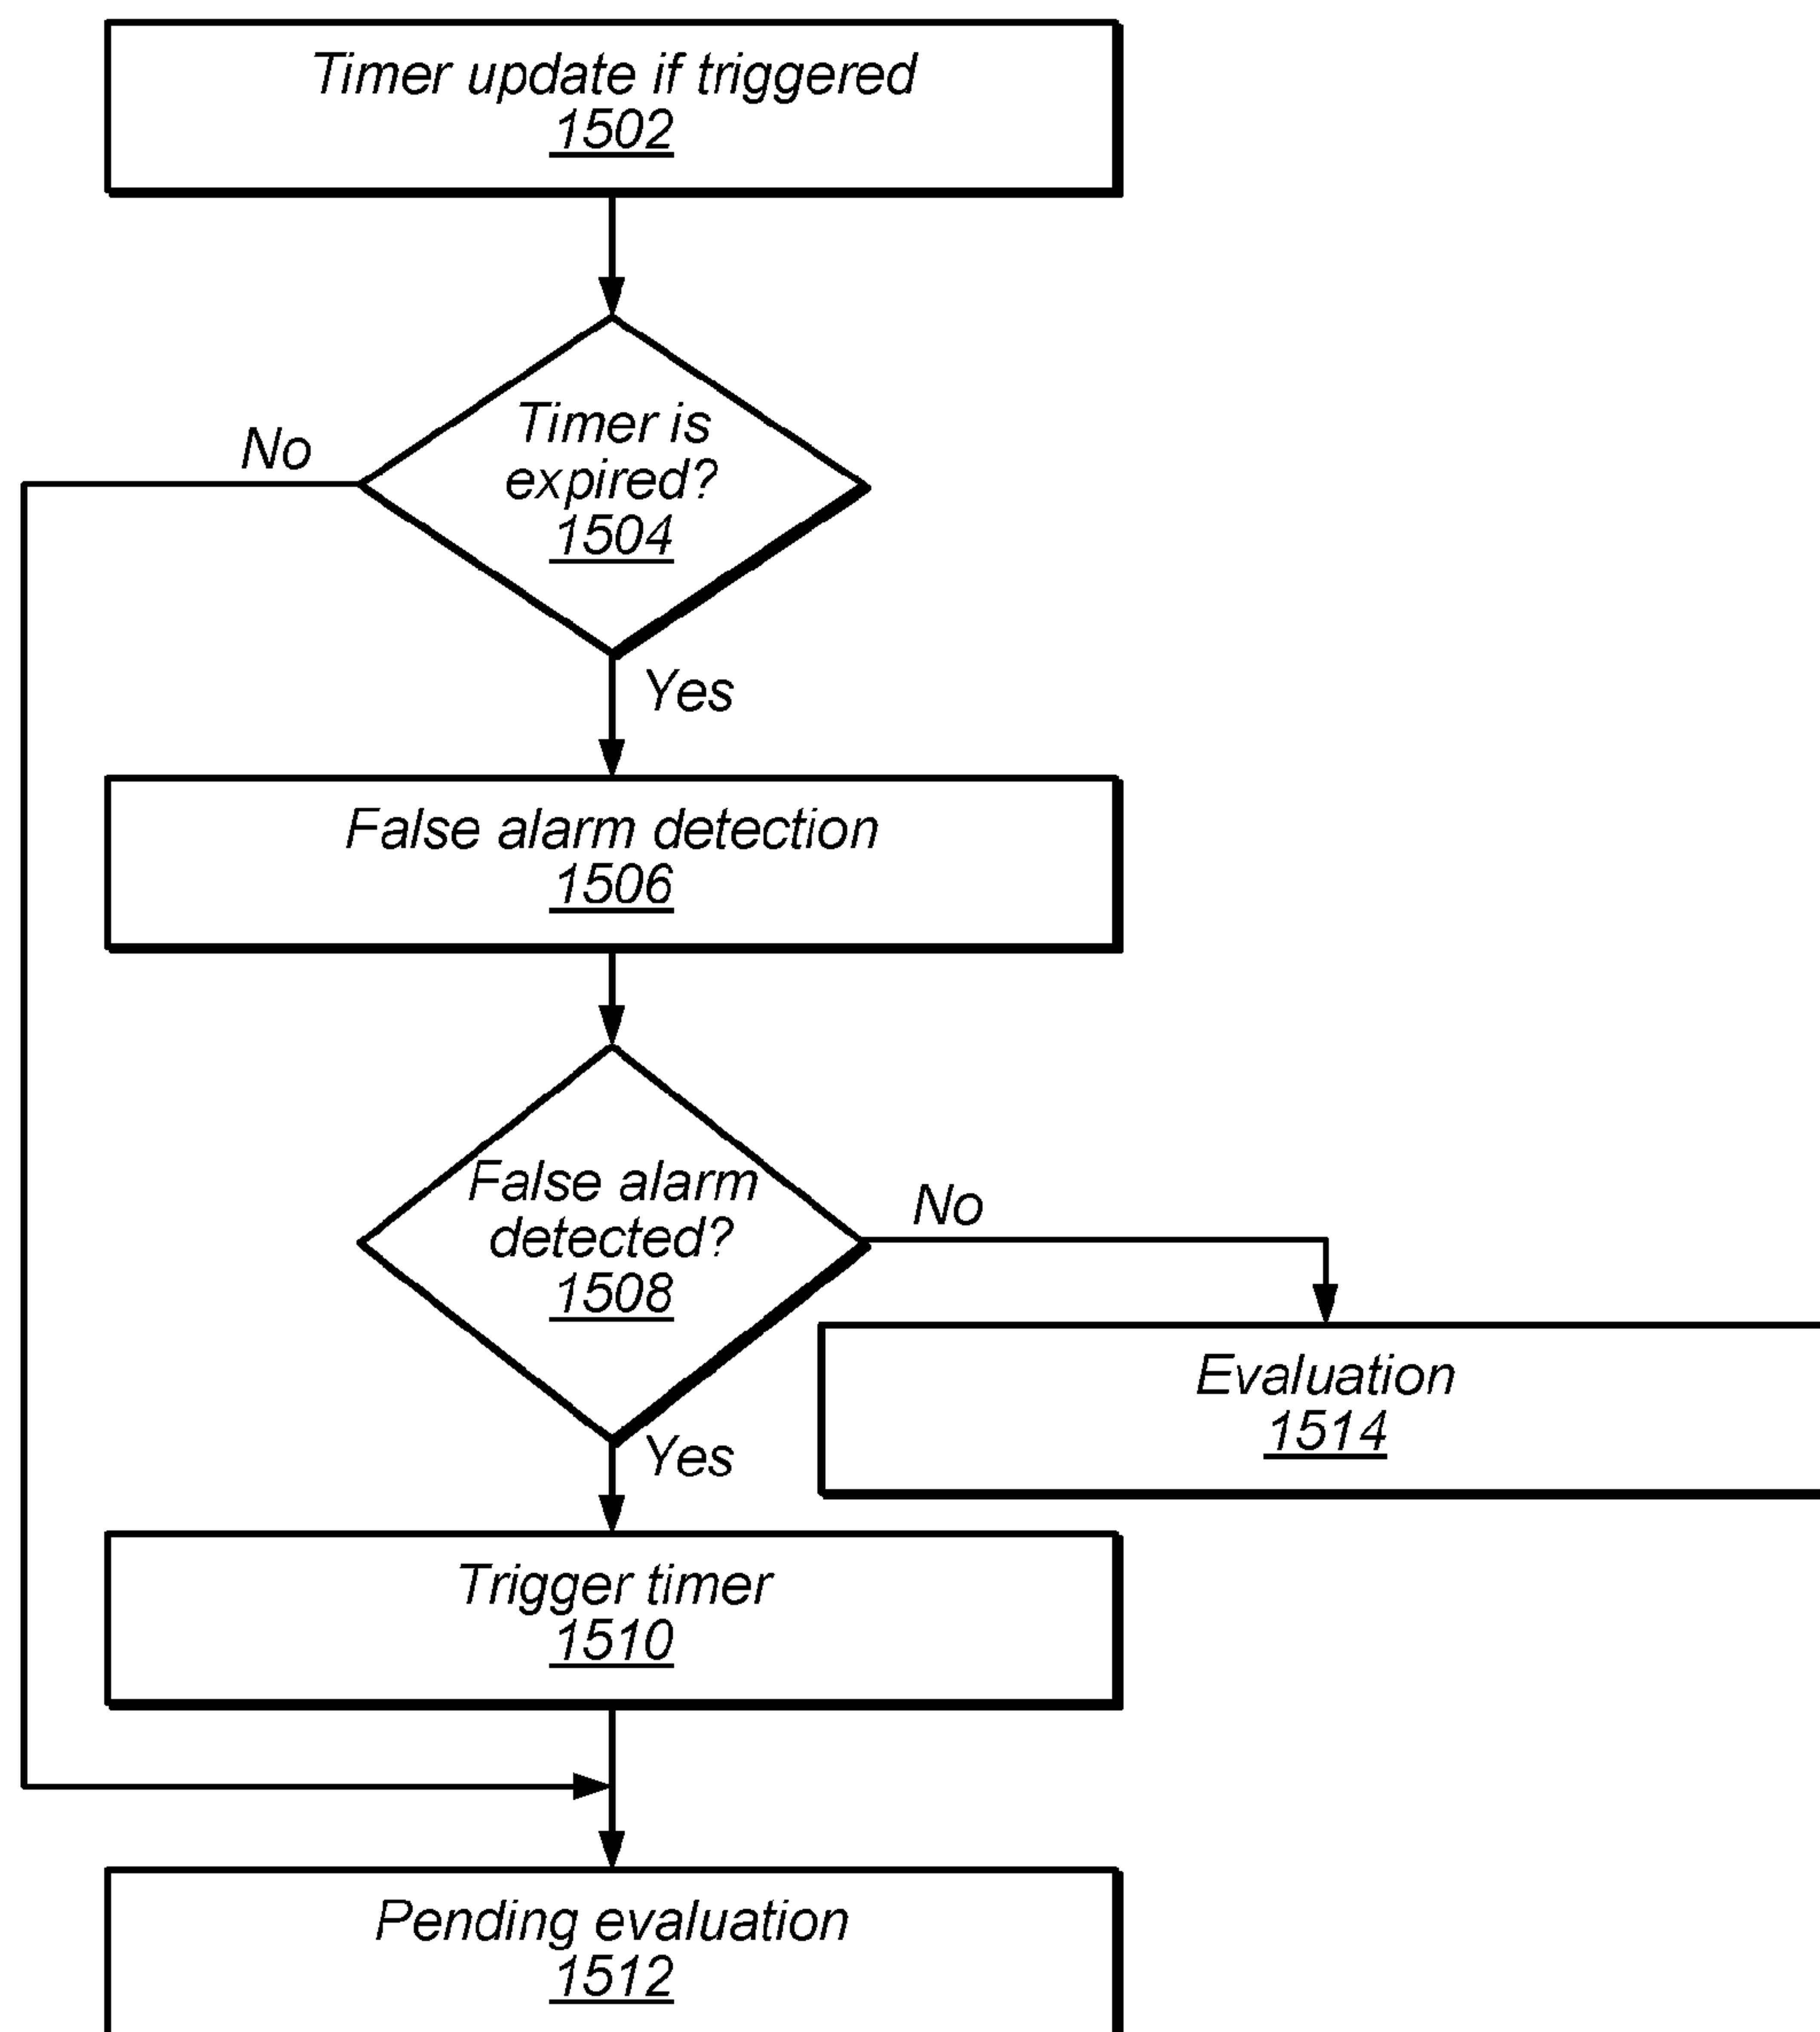 Timer update if triggered
1502
Timer is
expired?
1504
No
Yes
False alarm detection
1506
False alarm
detected?
1508
No
Yes
Evaluation
1514
Trigger timer
1510
Pending evaluation
1512